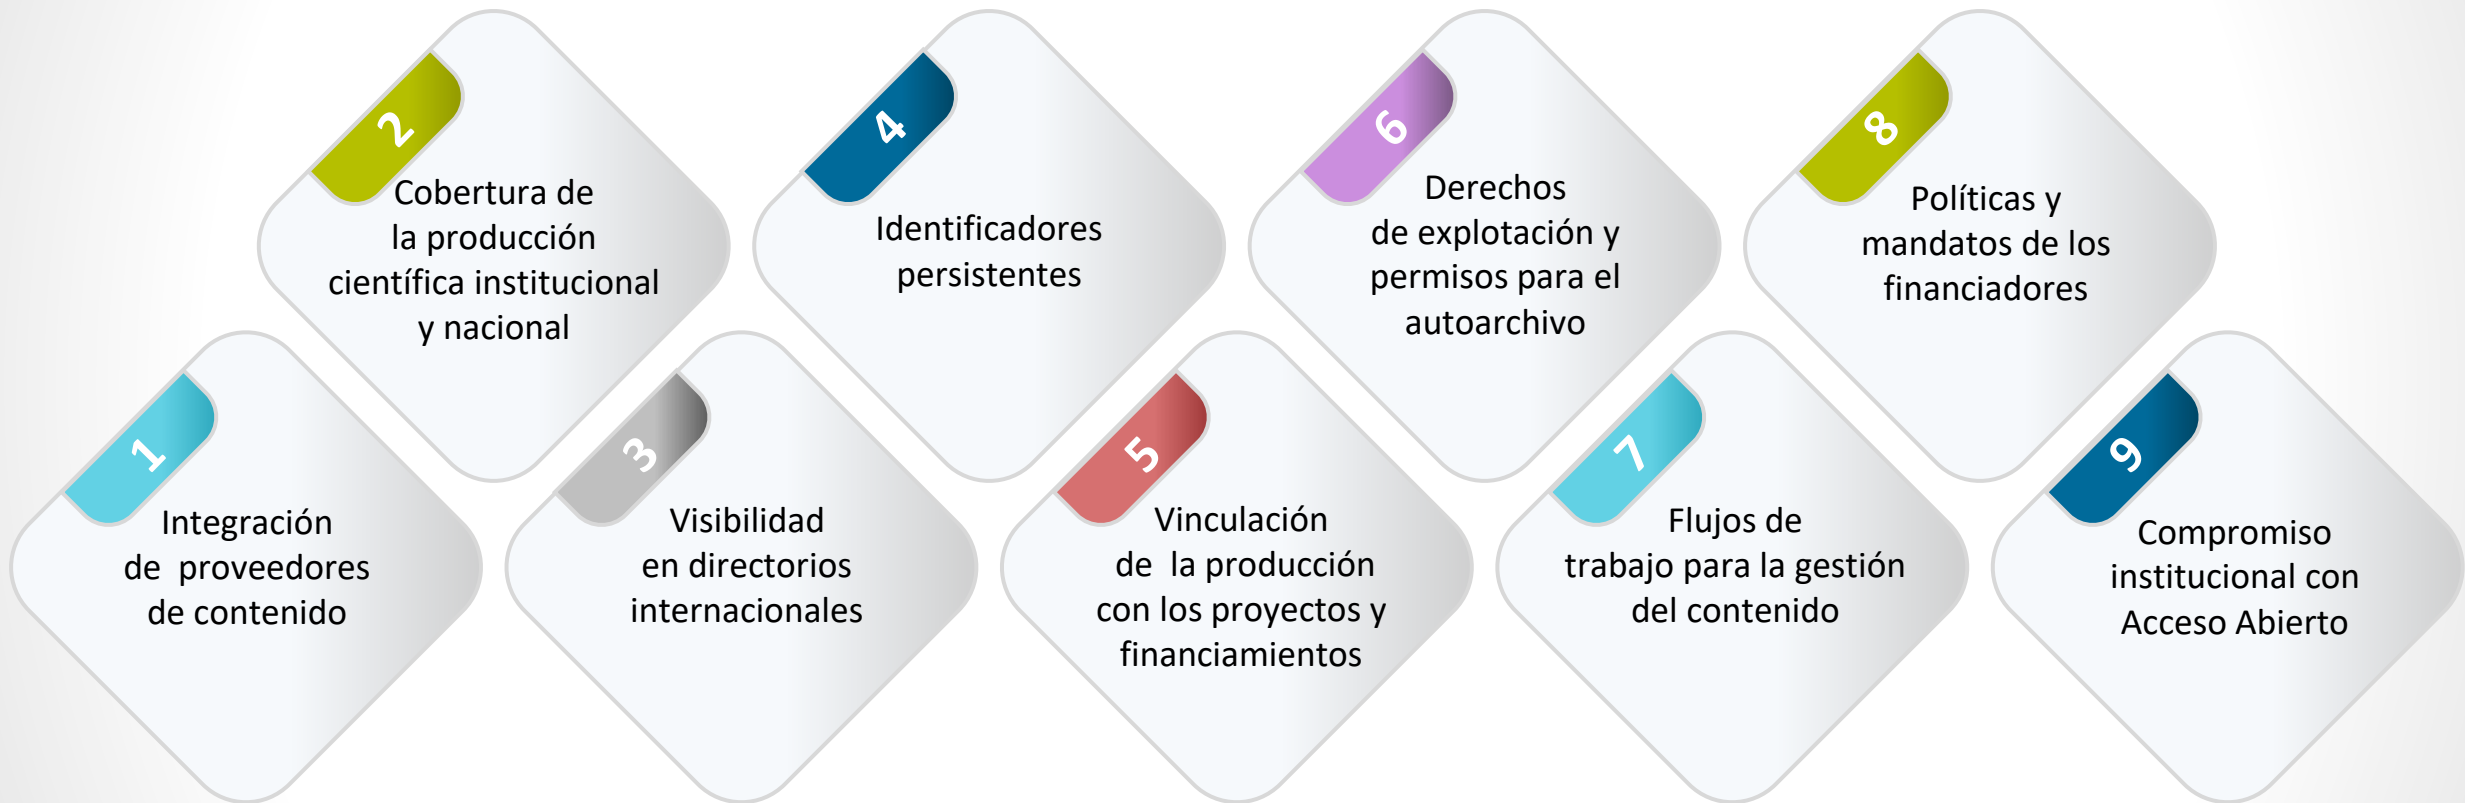 1
Integración
de  proveedores
de contenido
2
Cobertura de
la producción
científica institucional
y nacional
3
Visibilidad
en directorios
internacionales
4
Identificadores
persistentes
5
Vinculación
de  la producción
con los proyectos y
financiamientos
6
Derechos
de explotación y
permisos para el
autoarchivo
7
Flujos de
trabajo para la gestión
del contenido
8
Políticas y
mandatos de los
financiadores
9
Compromiso
institucional con
Acceso Abierto